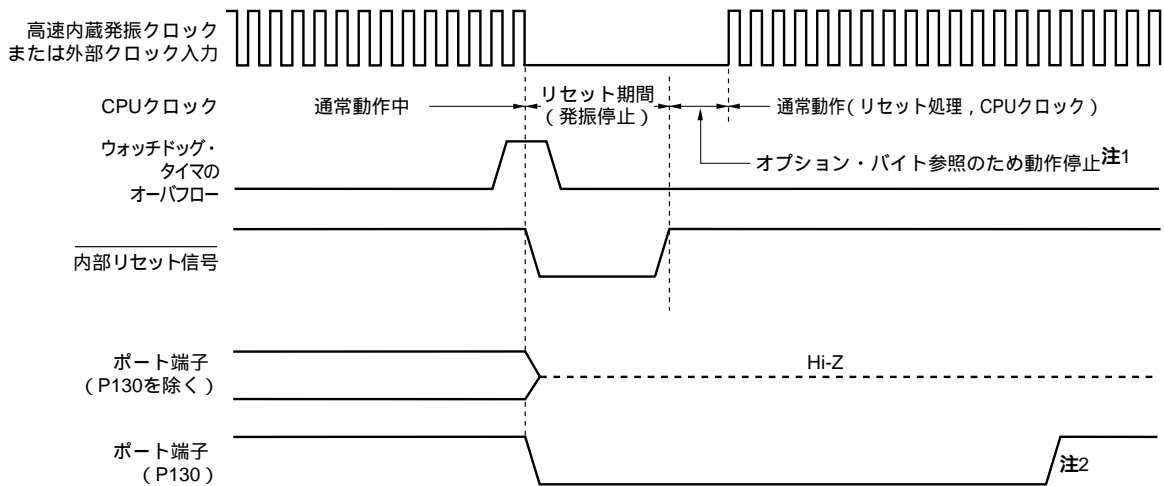 高速内蔵発振クロック
または外部クロック入力
CPUクロック
通常動作中
リセット期間
（発振停止）
通常動作（リセット処理，CPUクロック）
ウォッチドッグ・
タイマの
オーバフロー
オプション・バイト参照のため動作停止注1
内部リセット信号
ポート端子
（P130を除く）
Hi-Z
ポート端子
（P130）
注2